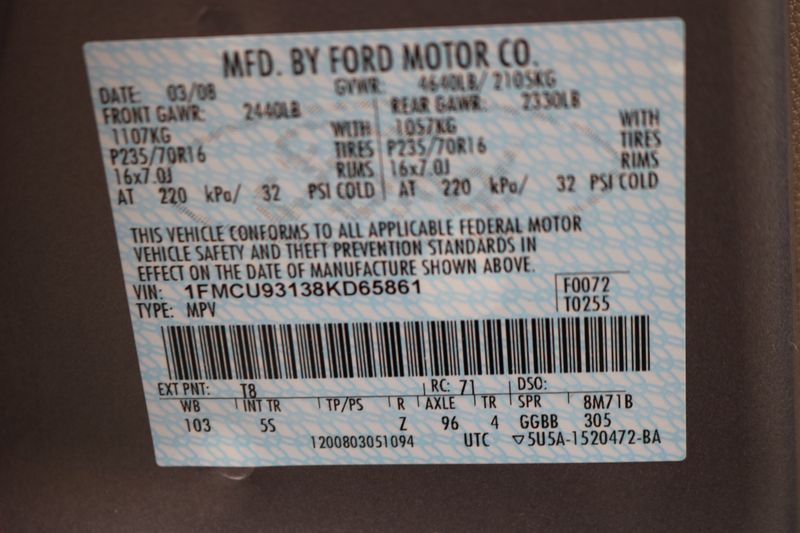 MFD. BY FORD MOTOR CO.
DATE: 03/08 GVWR: 4640LB/ 2105KG
FRONT GAWR: 2440LB REAR GAWR: 2330LB
1107KG WITH 1057KG WITH
P235/70R16 TIRES P235/70R16 TIRES
16x7.0J RIMS 16x7.0J RIMS
AT 220 kPa/ 32 PSI COLD AT 220 kPa/ 32 PSI COLD
THIS VEHICLE CONFORMS TO ALL APPLICABLE FEDERAL MOTOR
VEHICLE SAFETY AND THEFT PREVENTION STANDARDS IN
EFFECT ON THE DATE OF MANUFACTURE SHOWN ABOVE.
VIN: 1FMCU93138KD65861 F0072
TYPE: MPV T0255
EXT PNT: T8 RC: 71 DSO:
WB INT TR TP/PS R AXLE TR SPR 8M71B
103 5S Z 96 4 GGBB 305
1200803051094 UTC ▽5U5A-1520472-BA